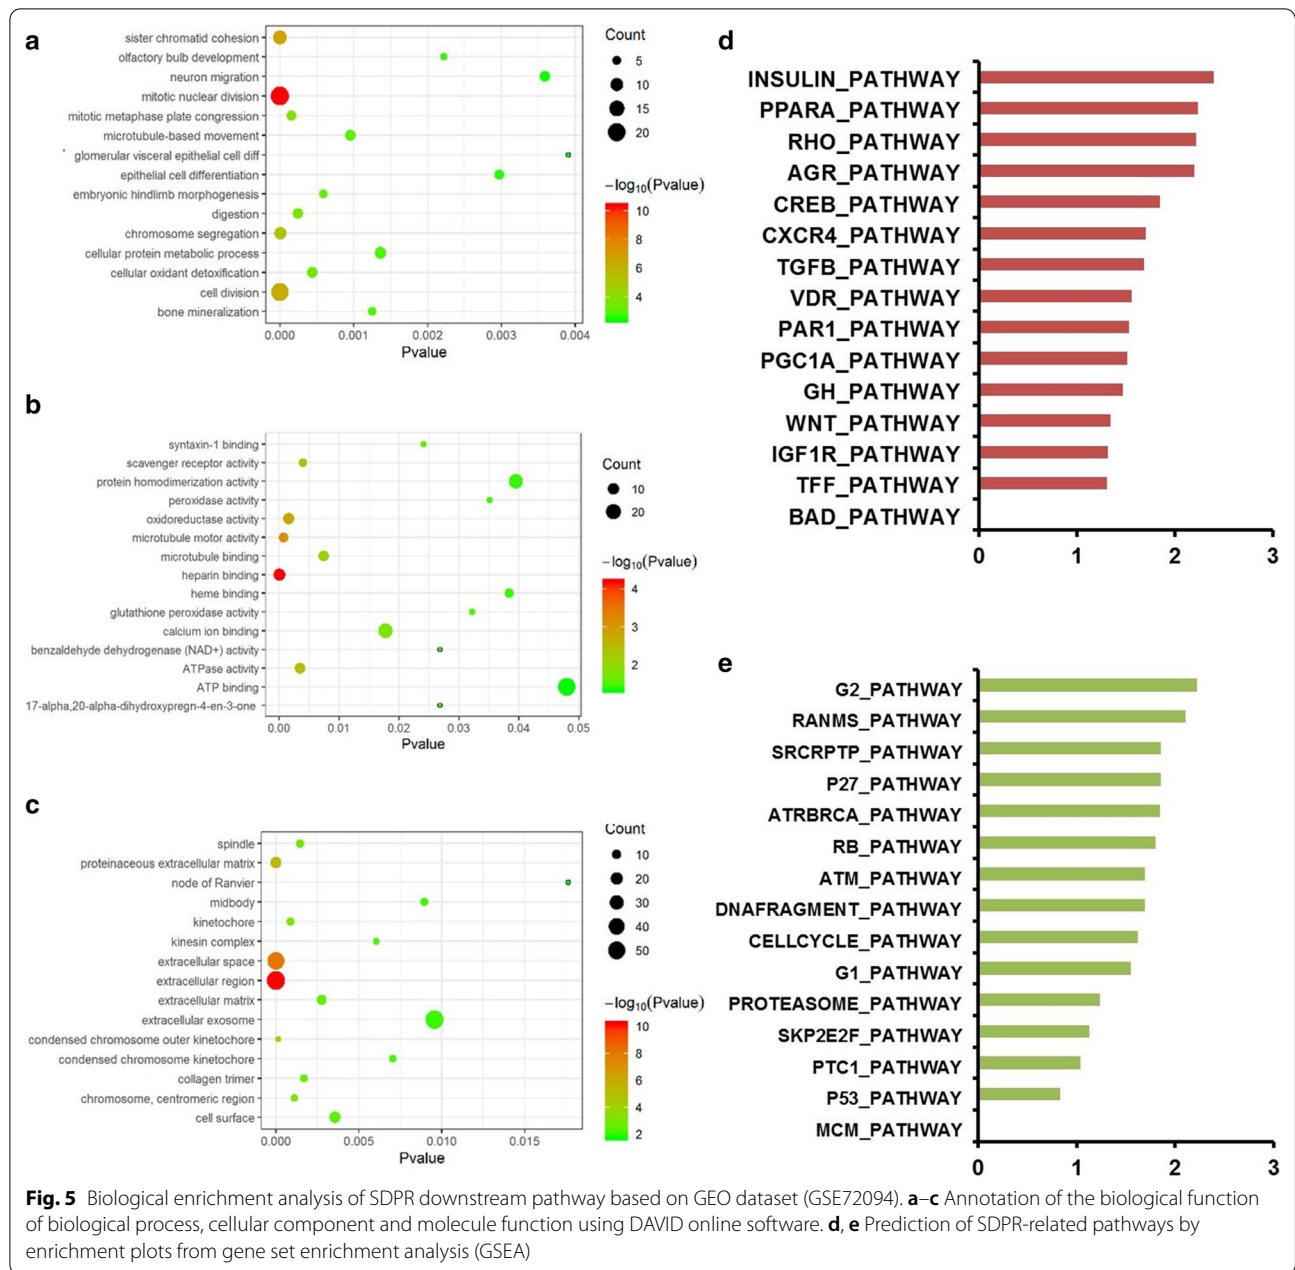 a
sister chromatid cohesion
olfactory bulb development
neuron migration
mitotic nuclear division
mitotic metaphase plate congression
microtubule-based movement
glomerular visceral epithelial cell diff
epithelial cell differentiation
embryonic hindlimb morphogenesis
digestion
chromosome segregation
cellular protein metabolic process
cellular oxidant detoxification
cell division
bone mineralization
0.000 0.001 0.002 0.003 0.004
Pvalue
Count
5
10
15
20
−log10(Pvalue)
10
8
6
4
b
syntaxin-1 binding
scavenger receptor activity
protein homodimerization activity
peroxidase activity
oxidoreductase activity
microtubule motor activity
microtubule binding
heparin binding
heme binding
glutathione peroxidase activity
calcium ion binding
benzaldehyde dehydrogenase (NAD+) activity
ATPase activity
ATP binding
17-alpha,20-alpha-dihydroxypregn-4-en-3-one
0.00 0.01 0.02 0.03 0.04 0.05
Pvalue
Count
10
20
−log10(Pvalue)
4
3
2
c
spindle
proteinaceous extracellular matrix
node of Ranvier
midbody
kinetochore
kinesin complex
extracellular space
extracellular region
extracellular matrix
extracellular exosome
condensed chromosome outer kinetochore
condensed chromosome kinetochore
collagen trimer
chromosome, centromeric region
cell surface
0.000 0.005 0.010 0.015
Pvalue
Count
10
20
30
40
50
−log10(Pvalue)
10
8
6
4
2
d
INSULIN_PATHWAY
PPARA_PATHWAY
RHO_PATHWAY
AGR_PATHWAY
CREB_PATHWAY
CXCR4_PATHWAY
TGFB_PATHWAY
VDR_PATHWAY
PAR1_PATHWAY
PGC1A_PATHWAY
GH_PATHWAY
WNT_PATHWAY
IGF1R_PATHWAY
TFF_PATHWAY
BAD_PATHWAY
0 1 2 3
e
G2_PATHWAY
RANMS_PATHWAY
SRCRPTP_PATHWAY
P27_PATHWAY
ATRBRCA_PATHWAY
RB_PATHWAY
ATM_PATHWAY
DNAFRAGMENT_PATHWAY
CELLCYCLE_PATHWAY
G1_PATHWAY
PROTEASOME_PATHWAY
SKP2E2F_PATHWAY
PTC1_PATHWAY
P53_PATHWAY
MCM_PATHWAY
0 1 2 3
Fig. 5 Biological enrichment analysis of SDPR downstream pathway based on GEO dataset (GSE72094). a–c Annotation of the biological function
of biological process, cellular component and molecule function using DAVID online software. d, e Prediction of SDPR-related pathways by
enrichment plots from gene set enrichment analysis (GSEA)